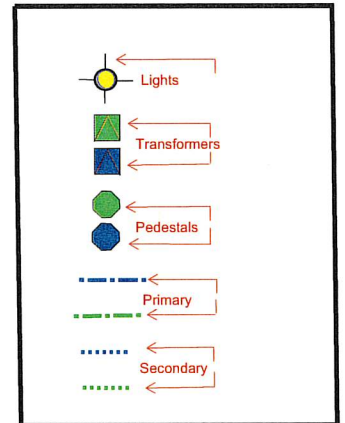 Lights
Transformers
Pedestals
Primary
Secondary